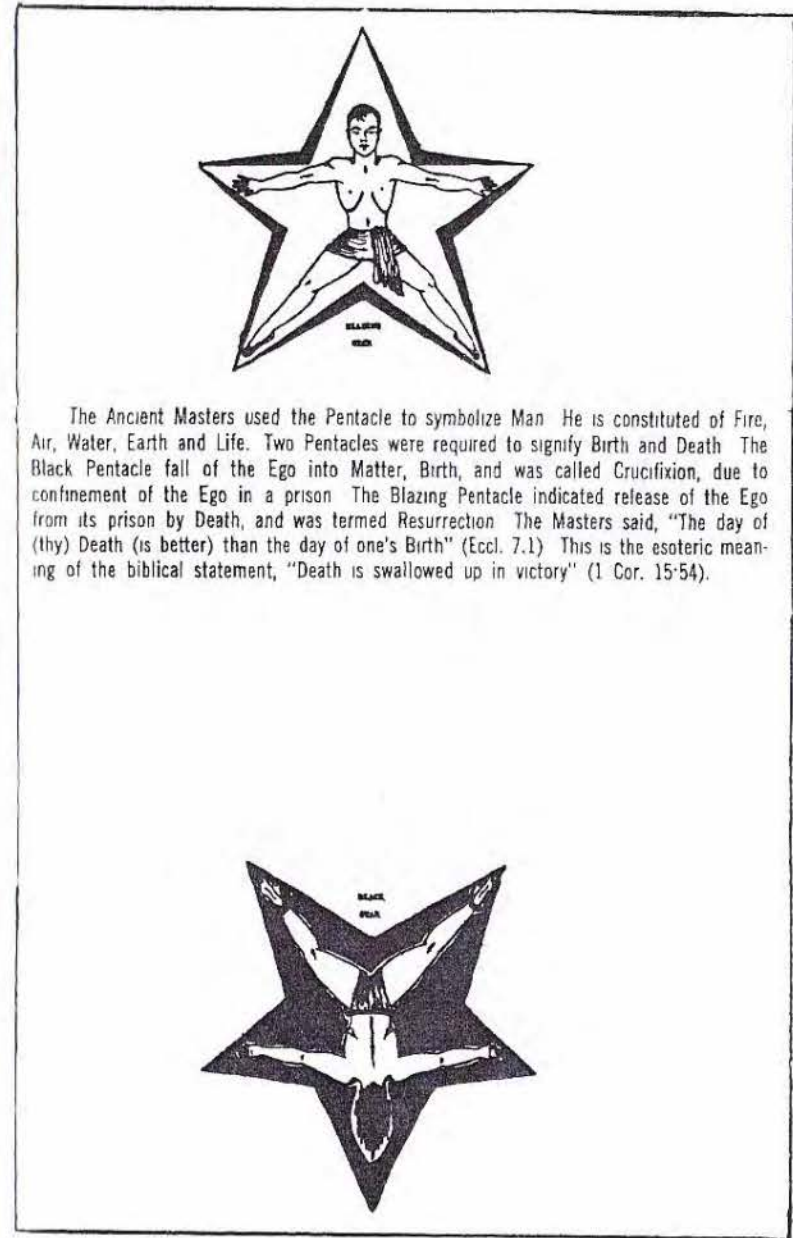 BLAZING
STAR
The Ancient Masters used the Pentacle to symbolize Man He is constituted of Fire,
Air, Water, Earth and Life. Two Pentacles were required to signify Birth and Death The
Black Pentacle fall of the Ego into Matter, Birth, and was called Crucifixion, due to
confinement of the Ego in a prison The Blazing Pentacle indicated release of the Ego
from its prison by Death, and was termed Resurrection The Masters said, "The day of
(thy) Death (is better) than the day of one's Birth" (Eccl. 7.1) This is the esoteric mean-
ing of the biblical statement, "Death is swallowed up in victory" (1 Cor. 15·54).
BLACK
STAR